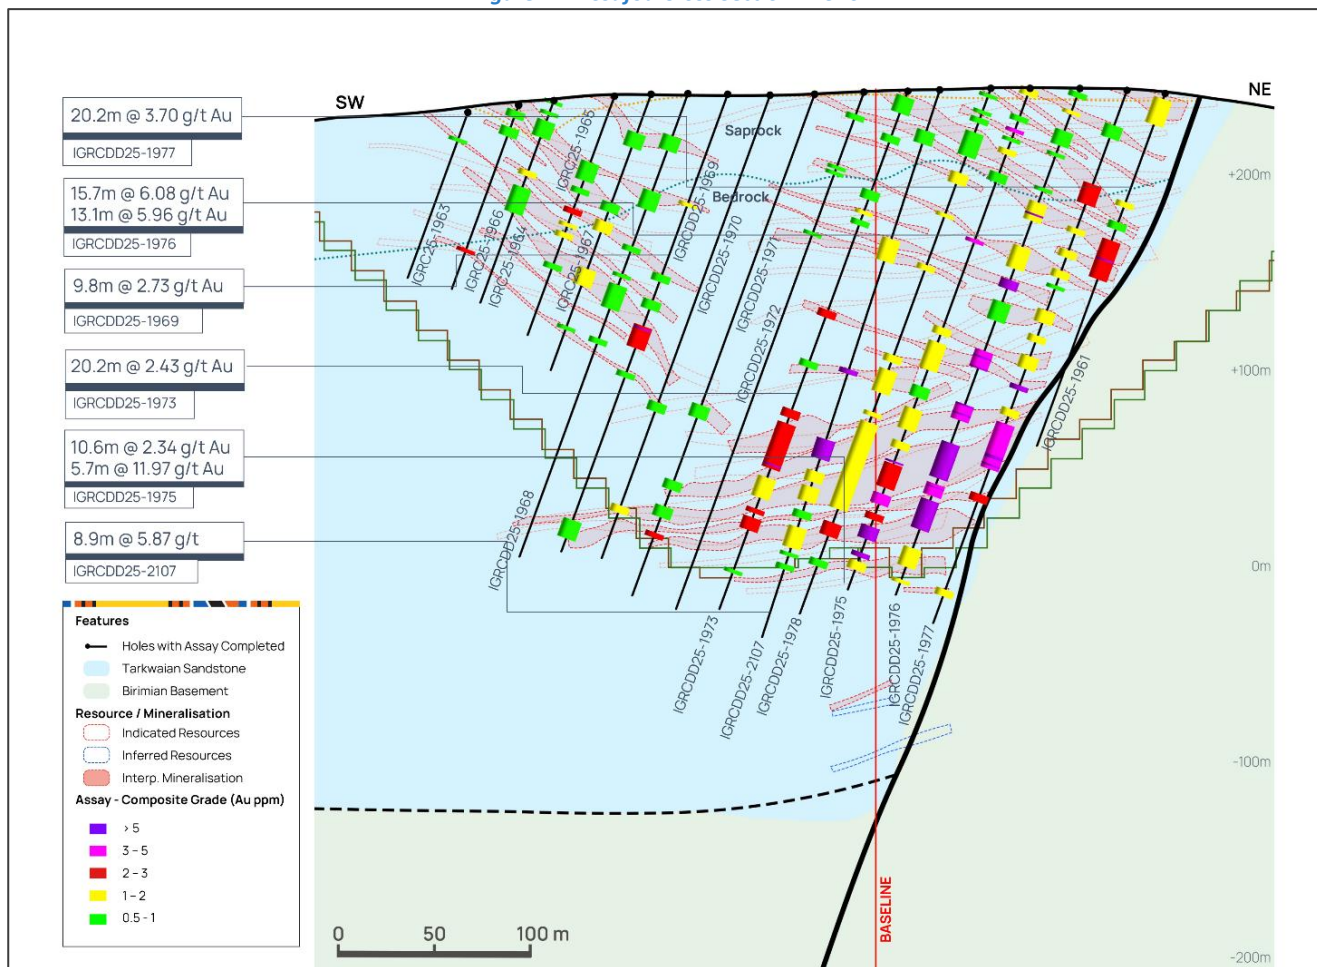 SW
NE
20.2m @ 3.70 g/t Au
IGRCDD25-1977
15.7m @ 6.08 g/t Au
13.1m @ 5.96 g/t Au
IGRCDD25-1976
9.8m @ 2.73 g/t Au
IGRCDD25-1969
20.2m @ 2.43 g/t Au
IGRCDD25-1973
10.6m @ 2.34 g/t Au
5.7m @ 11.97 g/t Au
IGRCDD25-1975
8.9m @ 5.87 g/t
IGRCDD25-2107
Saprock
Bedrock
+200m
+100m
0m
-100m
-200m
IGRC25-1963
IGRC25-1966
IGRC25-1964
IGRC25-1965
IGRC25-1967
IGRCDD25-1969
IGRCDD25-1970
IGRCDD25-1971
IGRCDD25-1972
IGRCDD25-1968
IGRCDD25-1973
IGRCDD25-2107
IGRCDD25-1978
IGRCDD25-1975
IGRCDD25-1976
IGRCDD25-1977
IGRCDD25-1961
BASELINE
Features
Holes with Assay Completed
Tarkwaian Sandstone
Birimian Basement
Resource / Mineralisation
Indicated Resources
Inferred Resources
Interp. Mineralisation
Assay - Composite Grade (Au ppm)
> 5
3 - 5
2 - 3
1 - 2
0.5 - 1
0 50 100 m